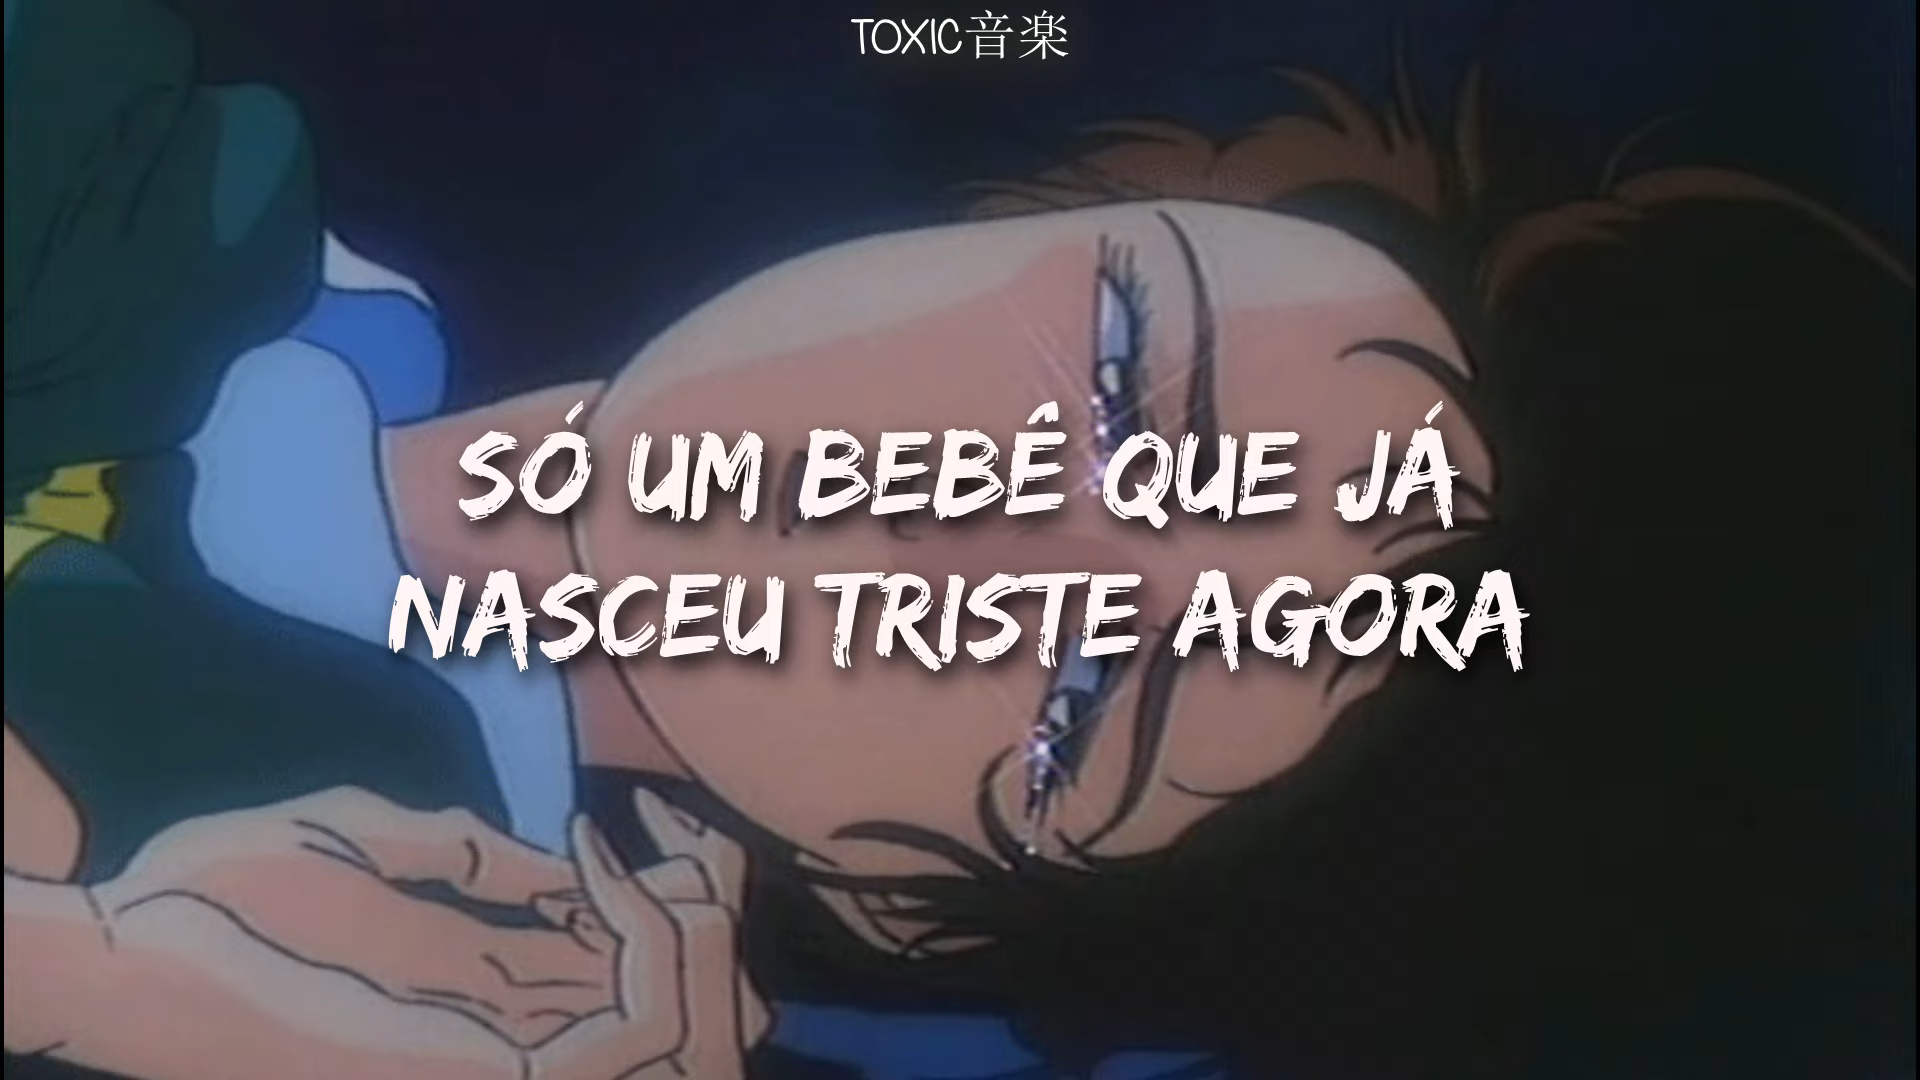 TOXIC音楽
SÓ UM BEBÊ QUE JÁ
NASCEU TRISTE AGORA